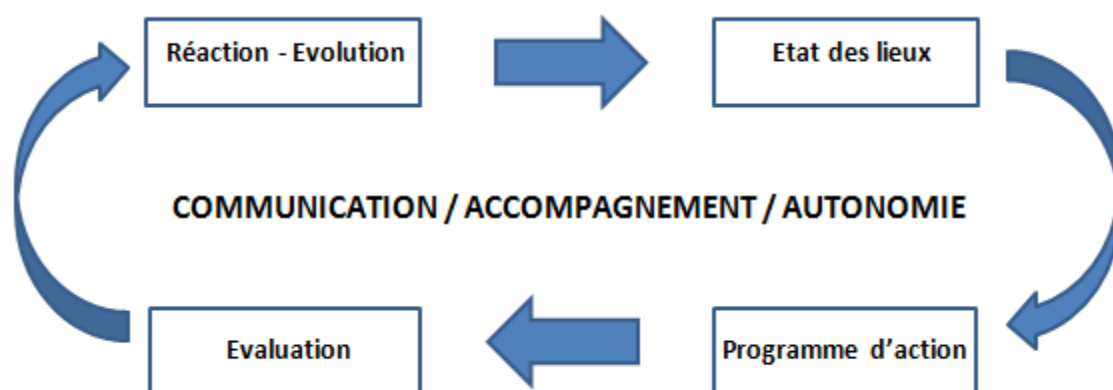 Réaction - Evolution
Etat des lieux
COMMUNICATION / ACCOMPAGNEMENT / AUTONOMIE
Evaluation
Programme d’action